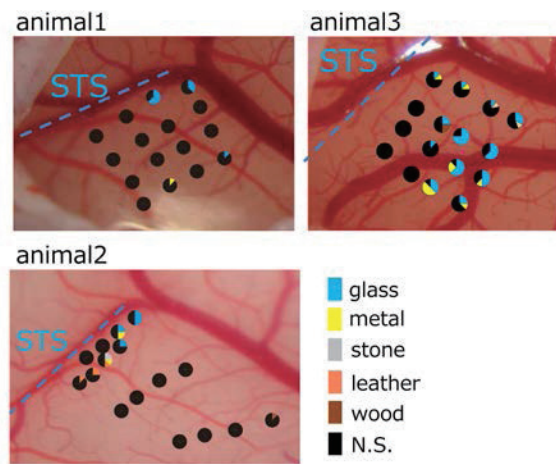 animal1
STS
animal3
STS
animal2
STS
glass
metal
stone
leather
wood
N.S.